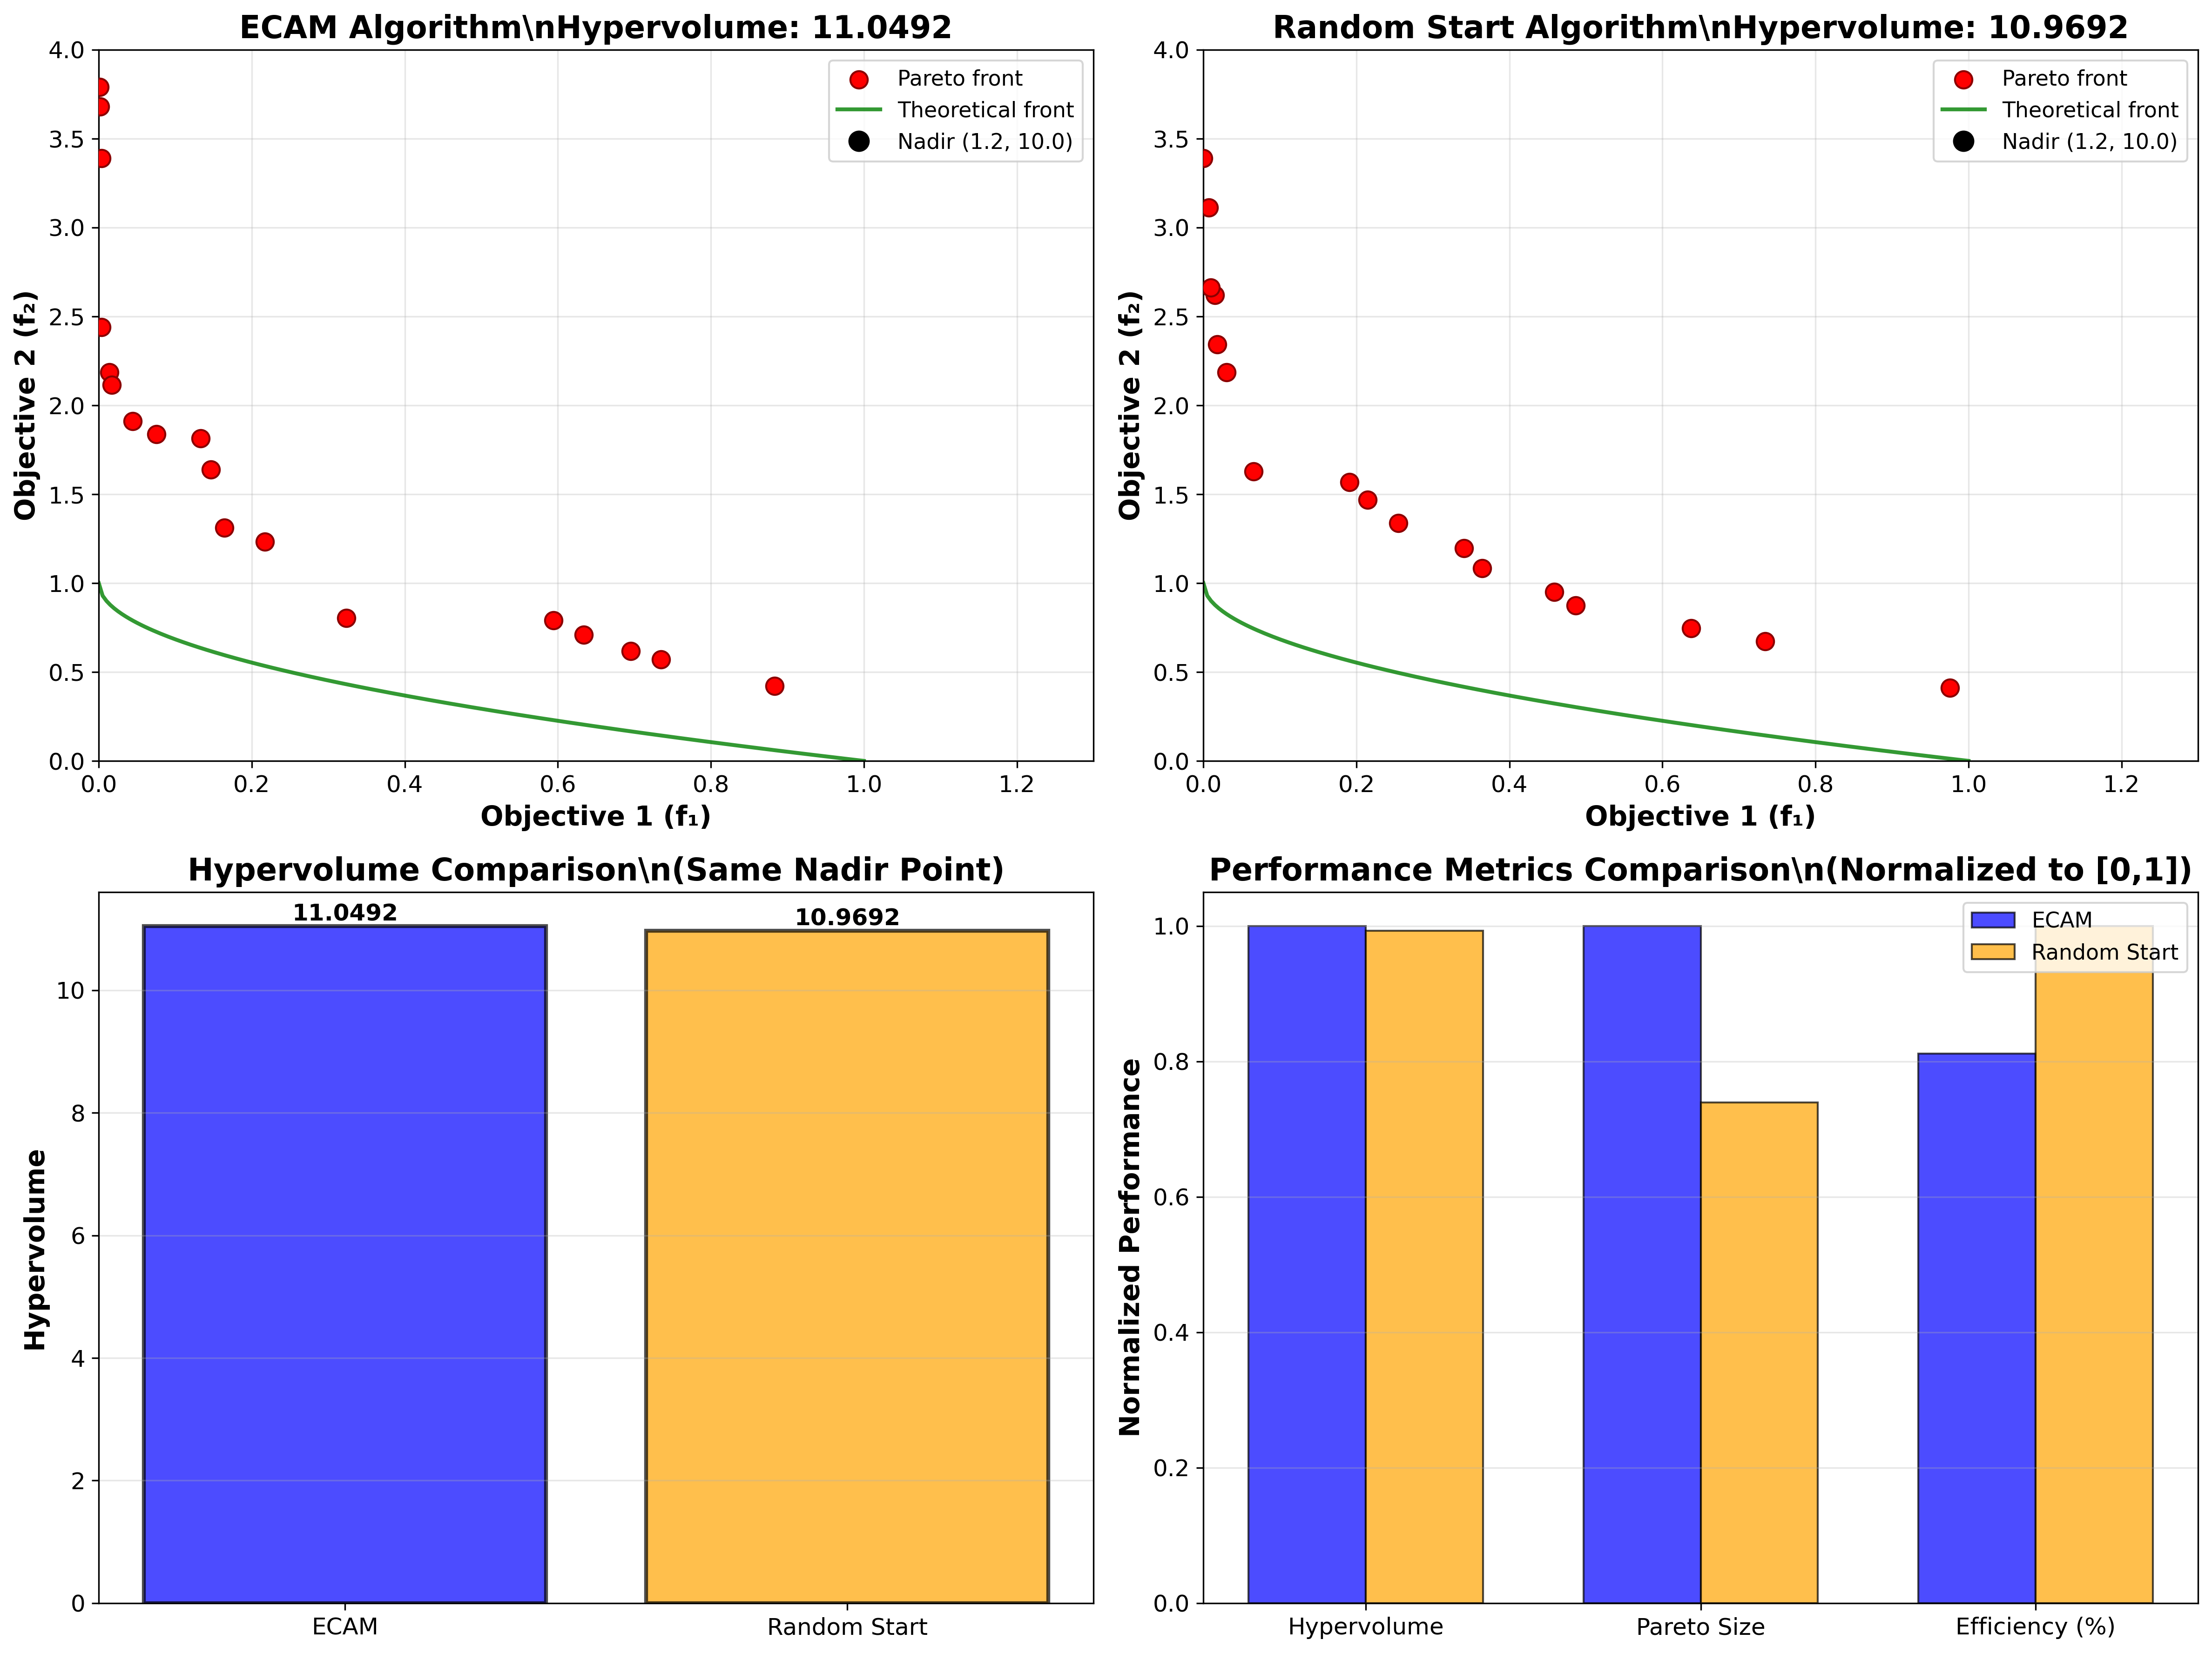 ECAM Algorithm\nHypervolume: 11.0492
4.0
3.5
3.0
2.5
2.0
1.5
1.0
0.5
0.0
Objective 2 (f₂)
Pareto front
Theoretical front
Nadir (1.2, 10.0)
0.0 0.2 0.4 0.6 0.8 1.0 1.2
Objective 1 (f₁)
Random Start Algorithm\nHypervolume: 10.9692
4.0
3.5
3.0
2.5
2.0
1.5
1.0
0.5
0.0
Objective 2 (f₂)
Pareto front
Theoretical front
Nadir (1.2, 10.0)
0.0 0.2 0.4 0.6 0.8 1.0 1.2
Objective 1 (f₁)
Hypervolume Comparison\n(Same Nadir Point)
11.0492
10.9692
10
8
6
4
2
0
Hypervolume
ECAM Random Start
Performance Metrics Comparison\n(Normalized to [0,1])
1.0
0.8
0.6
0.4
0.2
0.0
Normalized Performance
ECAM
Random Start
Hypervolume Pareto Size Efficiency (%)